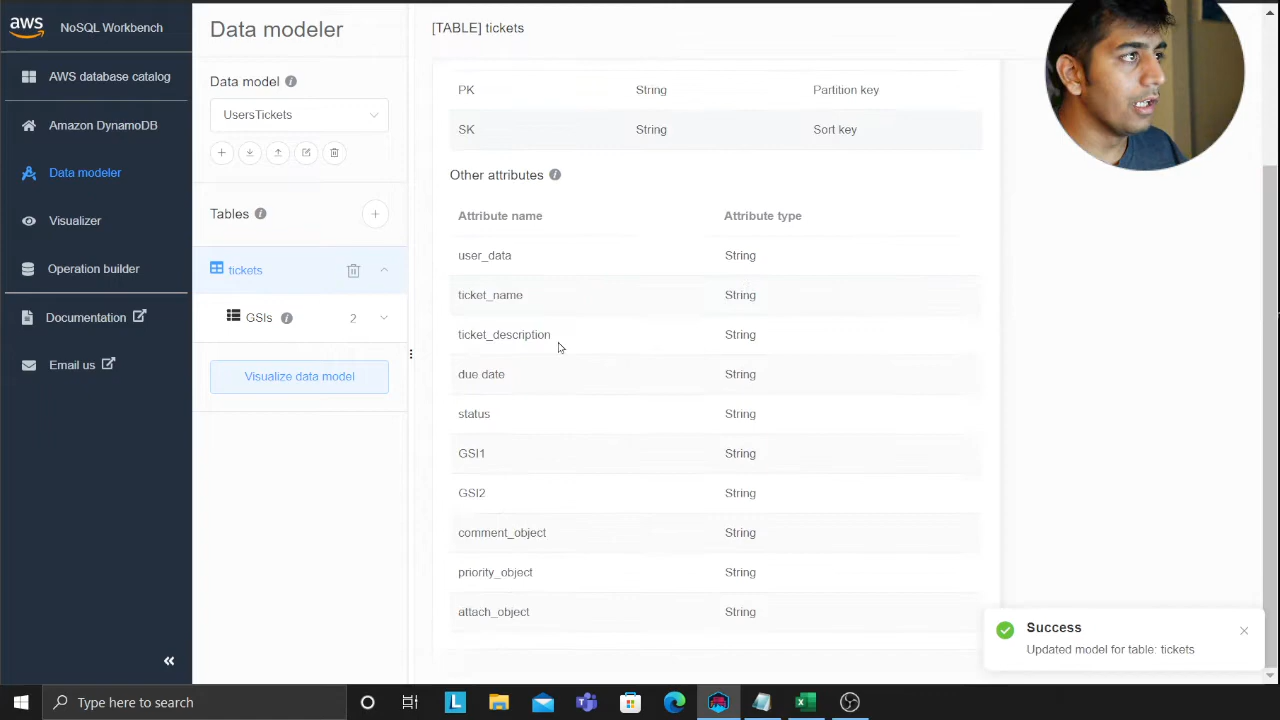 aws
NoSQL Workbench
AWS database catalog
Amazon DynamoDB
Data modeler
Visualizer
Operation builder
Documentation
Email us
«
Data modeler
Data model
UsersTickets
Tables
tickets
GSIs 2
Visualize data model
[TABLE] tickets
PK String Partition key
SK String Sort key
Other attributes
Attribute name Attribute type
user_data String
ticket_name String
ticket_description String
due date String
status String
GSI1 String
GSI2 String
comment_object String
priority_object String
attach_object String
Success
Updated model for table: tickets
Type here to search
L